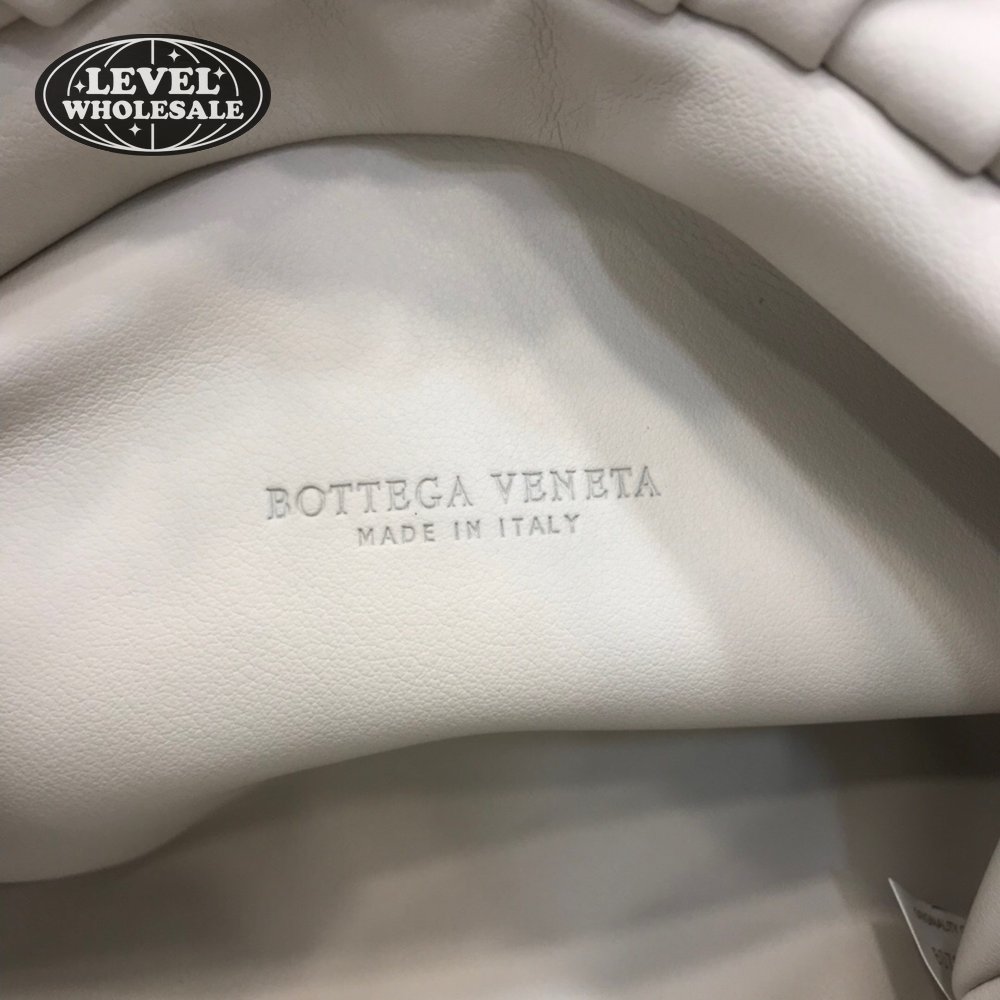 LEVEL
WHOLESALE
BOTTEGA VENETA
MADE IN ITALY